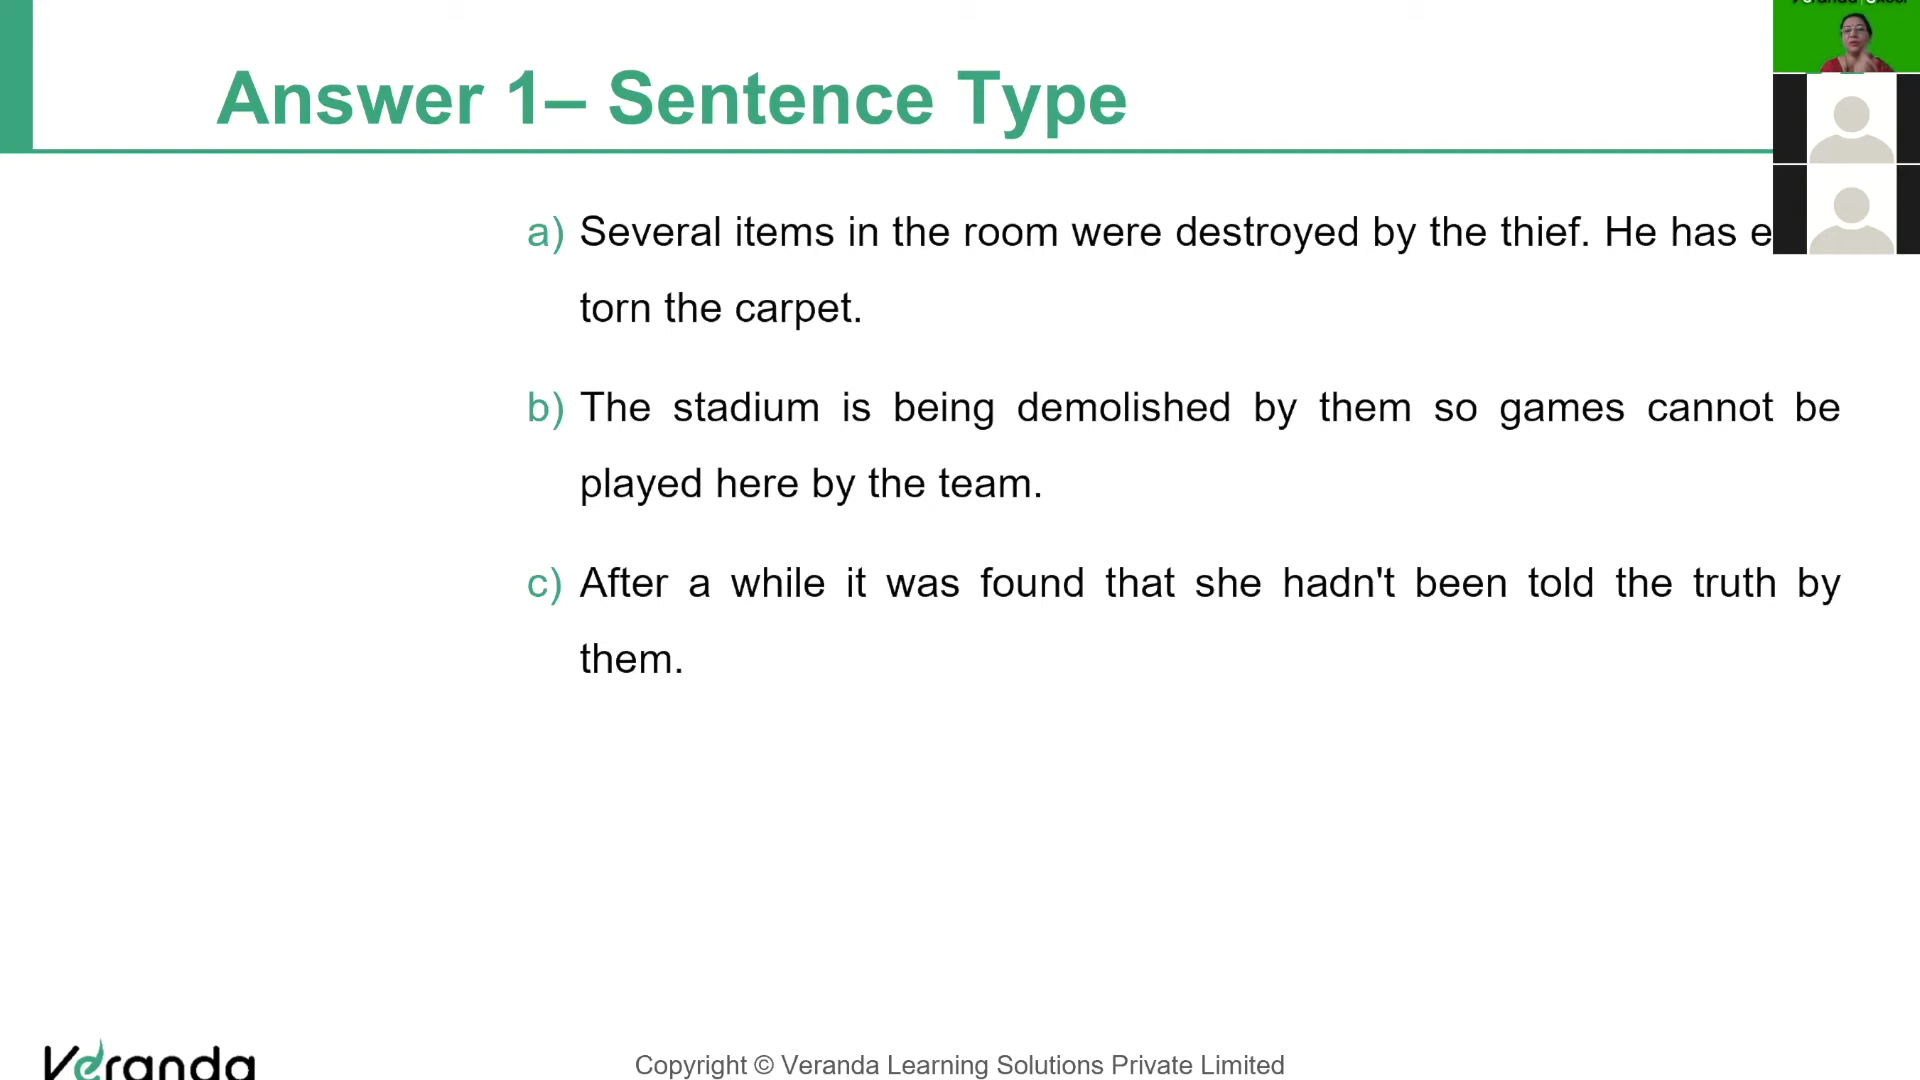 Answer 1– Sentence Type
a) Several items in the room were destroyed by the thief. He has
torn the carpet.
b) The stadium is being demolished by them so games cannot be
played here by the team.
c) After a while it was found that she hadn't been told the truth by
them.
Veranda
Copyright © Veranda Learning Solutions Private Limited